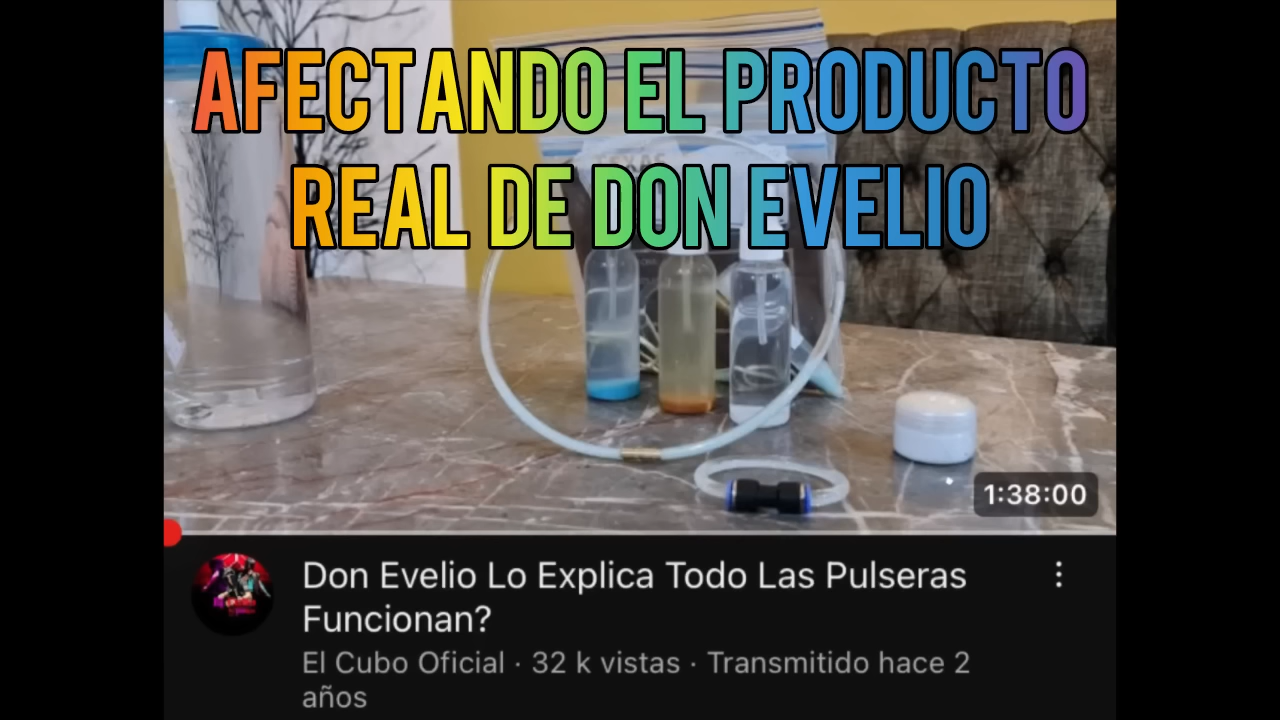 AFECTANDO EL PRODUCTO
REAL DE DON EVELIO
1:38:00
Don Evelio Lo Explica Todo Las Pulseras
Funcionan?
El Cubo Oficial · 32 k vistas · Transmitido hace 2
años